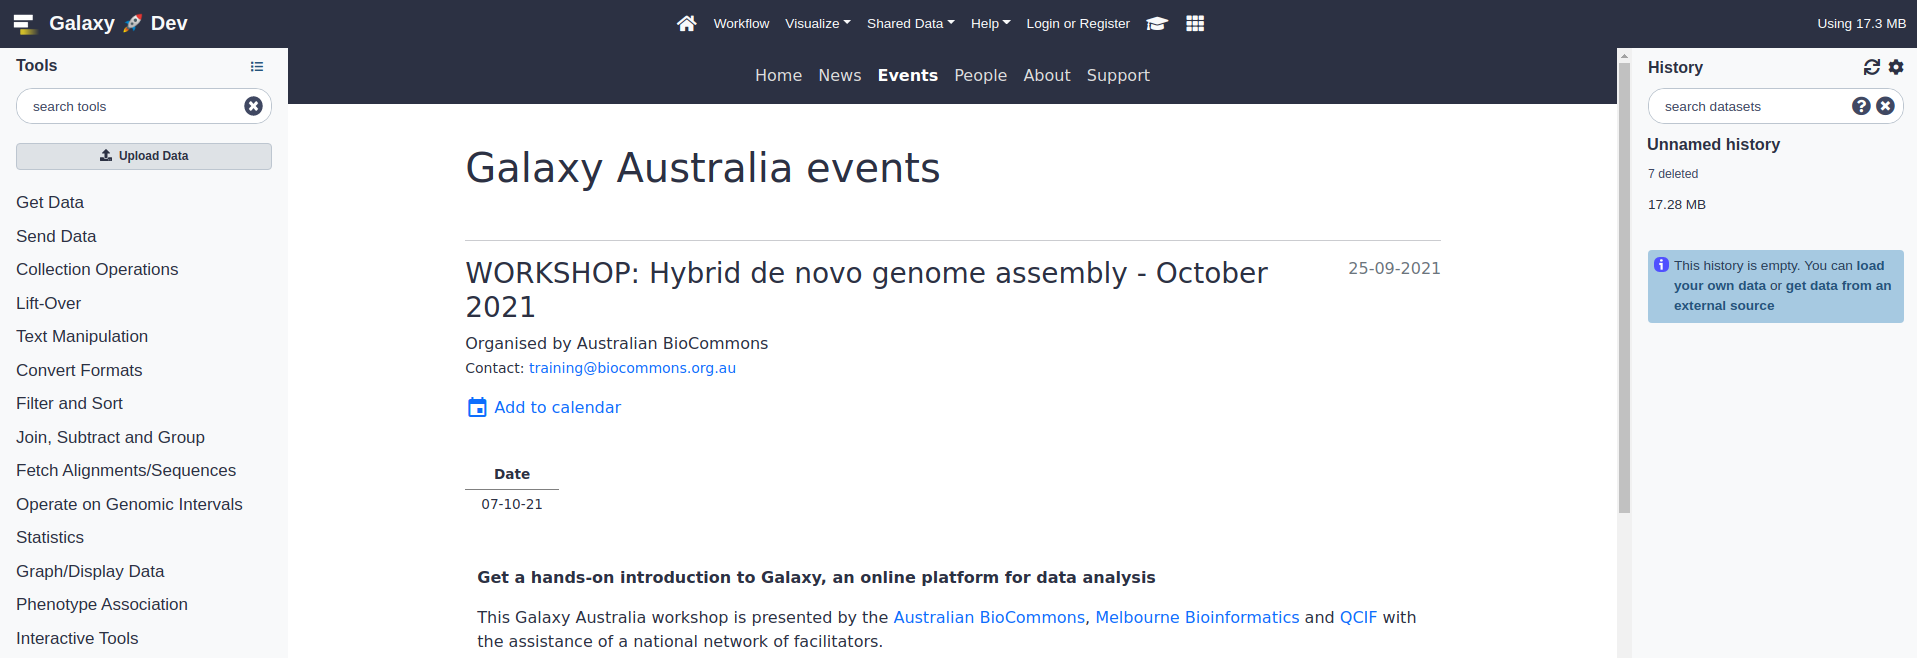 Galaxy 🚀 Dev
Workflow
Visualize
Shared Data
Help
Login or Register
Using 17.3 MB
Tools
search tools
Upload Data
Get Data
Send Data
Collection Operations
Lift-Over
Text Manipulation
Convert Formats
Filter and Sort
Join, Subtract and Group
Fetch Alignments/Sequences
Operate on Genomic Intervals
Statistics
Graph/Display Data
Phenotype Association
Interactive Tools
Home News Events People About Support
Galaxy Australia events
WORKSHOP: Hybrid de novo genome assembly - October
2021
25-09-2021
Organised by Australian BioCommons
Contact: training@biocommons.org.au
Add to calendar
Date
07-10-21
Get a hands-on introduction to Galaxy, an online platform for data analysis
This Galaxy Australia workshop is presented by the Australian BioCommons, Melbourne Bioinformatics and QCIF with
the assistance of a national network of facilitators.
History
search datasets
Unnamed history
7 deleted
17.28 MB
This history is empty. You can load
your own data or get data from an
external source